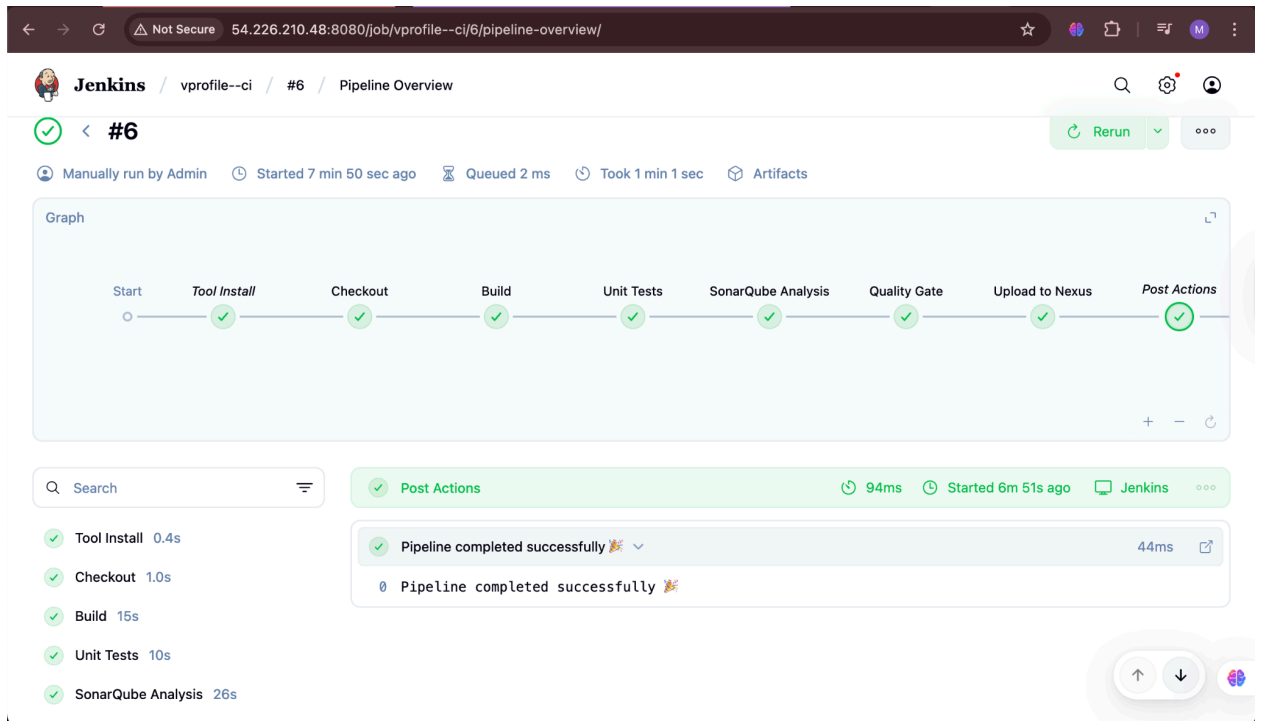 Not Secure 54.226.210.48:8080/job/vprofile--ci/6/pipeline-overview/ M
Jenkins / vprofile--ci / #6 / Pipeline Overview
#6 Rerun
Manually run by Admin Started 7 min 50 sec ago Queued 2 ms Took 1 min 1 sec Artifacts
Graph
Start Tool Install Checkout Build Unit Tests SonarQube Analysis Quality Gate Upload to Nexus Post Actions
Search Post Actions 94ms Started 6m 51s ago Jenkins
Tool Install 0.4s
Pipeline completed successfully 🎉 44ms
Checkout 1.0s
0 Pipeline completed successfully 🎉
Build 15s
Unit Tests 10s
SonarQube Analysis 26s